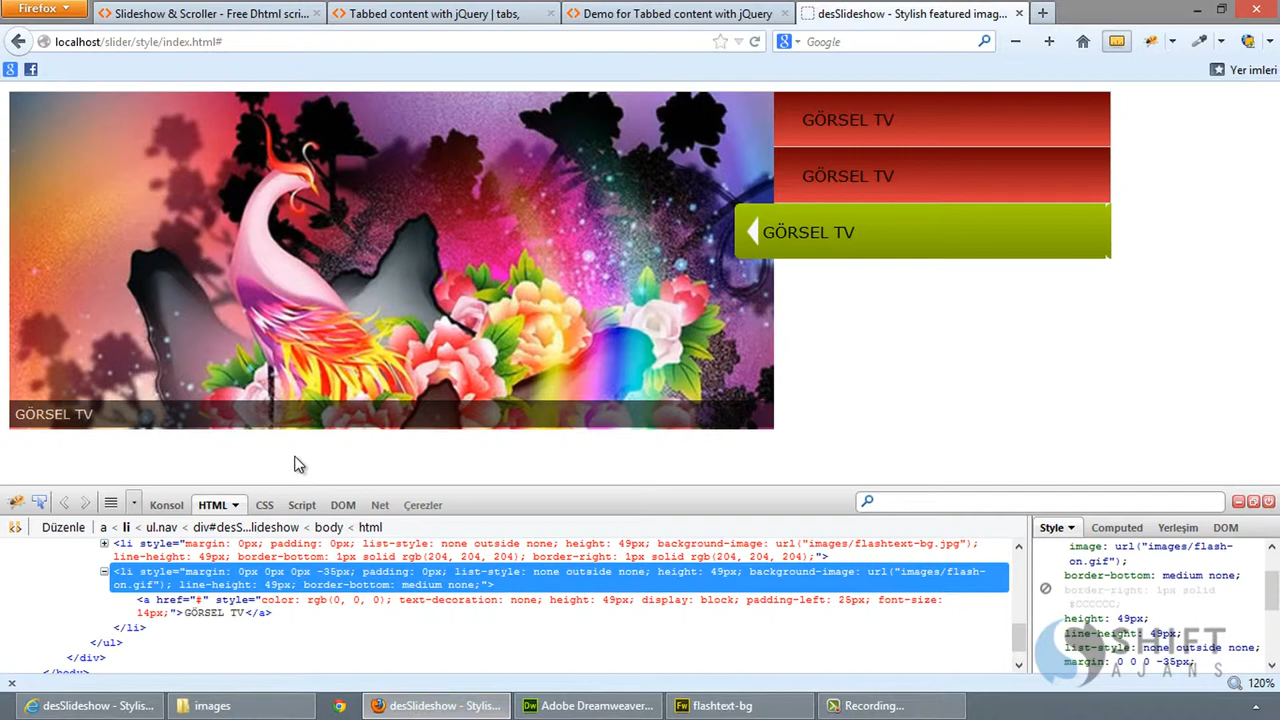 Firefox
Slideshow & Scroller - Free Dhtml scri...
Tabbed content with jQuery | tabs,
Demo for Tabbed content with jQuery
desSlideshow - Stylish featured imag...
localhost/slider/style/index.html#
Google
Yer imleri
GÖRSEL TV
GÖRSEL TV
GÖRSEL TV
GÖRSEL TV
Konsol
HTML
CSS
Script
DOM
Net
Çerezler
Düzenle
a < li < ul.nav < div#desS...lideshow < body < html
Style
Computed
Yerleşim
DOM
<li style="margin: 0px; padding: 0px; list-style: none outside none; height: 49px; background-image: url("images/flashtext-bg.jpg");
line-height: 49px; border-bottom: 1px solid rgb(204, 204, 204); border-right: 1px solid rgb(204, 204, 204);">
<li style="margin: 0px 0px 0px -35px; padding: 0px; list-style: none outside none; height: 49px; background-image: url("images/flash-
on.gif"); line-height: 49px; border-bottom: medium none;">
<a href="#" style="color: rgb(0, 0, 0); text-decoration: none; height: 49px; display: block; padding-left: 25px; font-size:
14px;">GÖRSEL TV</a>
</li>
</ul>
</div>
</body>
image: url("images/flash-
on.gif");
border-bottom: medium none;
border-right: 1px solid
#CCCCCC;
height: 49px;
line-height: 49px;
list-style: none outside none;
margin: 0 0 0 -35px;
SHIFT
AJANS
120%
desSlideshow - Stylis...
images
desSlideshow - Stylis...
Adobe Dreamweaver...
flashtext-bg
Recording...